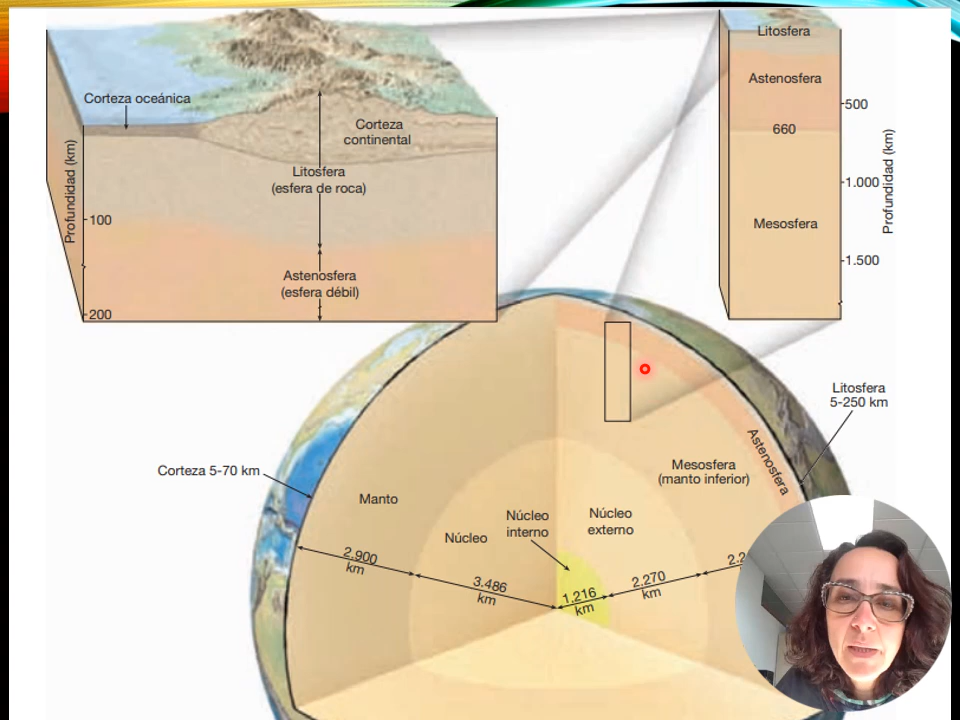 Corteza oceánica
Corteza
continental
Litosfera
(esfera de roca)
Astenosfera
(esfera débil)
Profundidad (km)
100
200
Litosfera
Astenosfera
660
Mesosfera
500
1.000
1.500
Profundidad (km)
Litosfera
5-250 km
Astenosfera
Mesosfera
(manto inferior)
Corteza 5-70 km
Manto
Núcleo
Núcleo
interno
Núcleo
externo
2.900
km
3.486
km
1.216
km
2.270
km
2.2